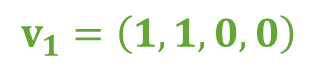 v₁ = (1, 1, 0, 0)